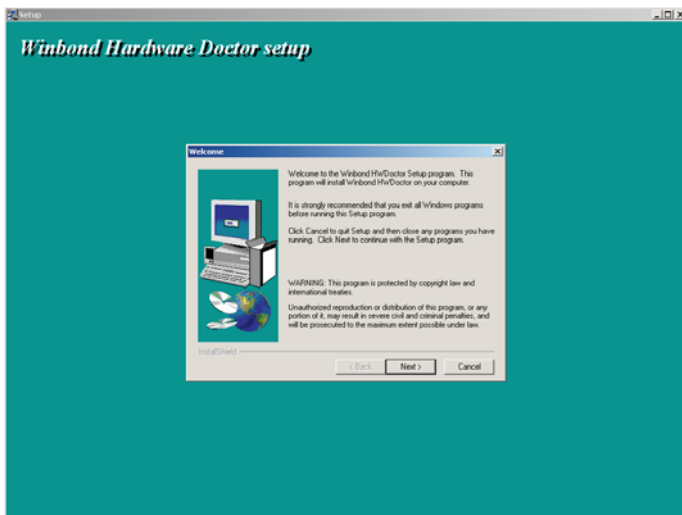 Setup
Winbond Hardware Doctor setup
Welcome
Welcome to the Winbond HWDoctor Setup program. This
program will install Winbond HWDoctor on your computer.
It is strongly recommended that you exit all Windows programs
before running this Setup program.
Click Cancel to quit Setup and then close any programs you have
running. Click Next to continue with the Setup program.
WARNING: This program is protected by copyright law and
international treaties.
Unauthorized reproduction or distribution of this program, or any
portion of it, may result in severe civil and criminal penalties, and
will be prosecuted to the maximum extent possible under law.
InstallShield
< Back Next > Cancel